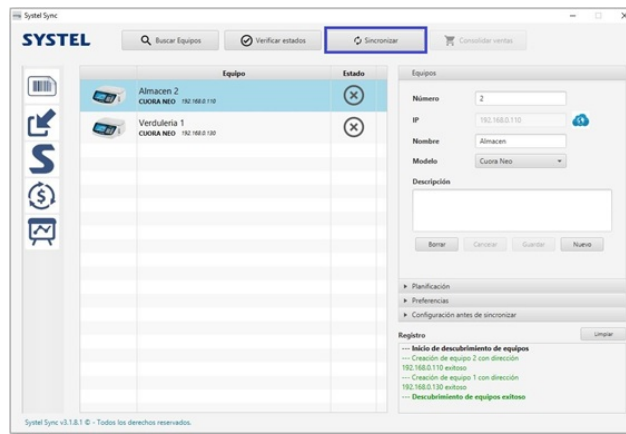 Systel Sync
SYSTEL
Buscar Equipos
Verificar estados
Sincronizar
Consolidar ventas
Equipo
Estado
Almacen 2
CUORA NEO 192.168.0.110
Verduleria 1
CUORA NEO 192.168.0.130
Equipos
Número 2
IP 192.168.0.110
Nombre Almacen
Modelo Cuora Neo
Descripción
Borrar
Cancelar
Guardar
Nuevo
Planificación
Preferencias
Configuración antes de sincronizar
Registro
Limpiar
--- Inicio de descubrimiento de equipos
--- Creación de equipo 2 con dirección
192.168.0.110 exitoso
--- Creación de equipo 1 con dirección
192.168.0.130 exitoso
--- Descubrimiento de equipos exitoso
Systel Sync v3.1.8.1 © - Todos los derechos reservados.